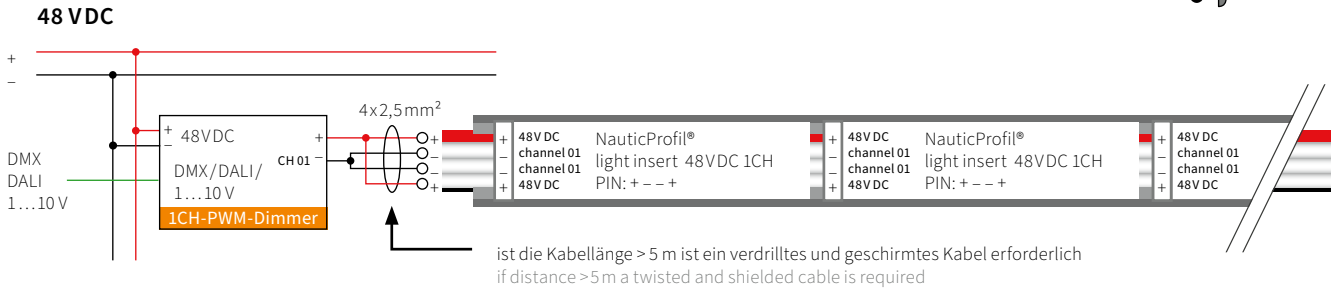 48 VDC
+
–
DMX
DALI
1…10 V
+ 48VDC +
–
CH 01 –
DMX/DALI/
1…10 V
1CH-PWM-Dimmer
4x2,5mm²
+
–
–
+
+ 48V DC
– channel 01
– channel 01
+ 48V DC
NauticProfil®
light insert 48VDC 1CH
PIN: + – – +
+ 48V DC
– channel 01
– channel 01
+ 48V DC
NauticProfil®
light insert 48VDC 1CH
PIN: + – – +
+ 48V DC
– channel 01
– channel 01
+ 48V DC
ist die Kabellänge > 5 m ist ein verdrilltes und geschirmtes Kabel erforderlich
if distance >5m a twisted and shielded cable is required